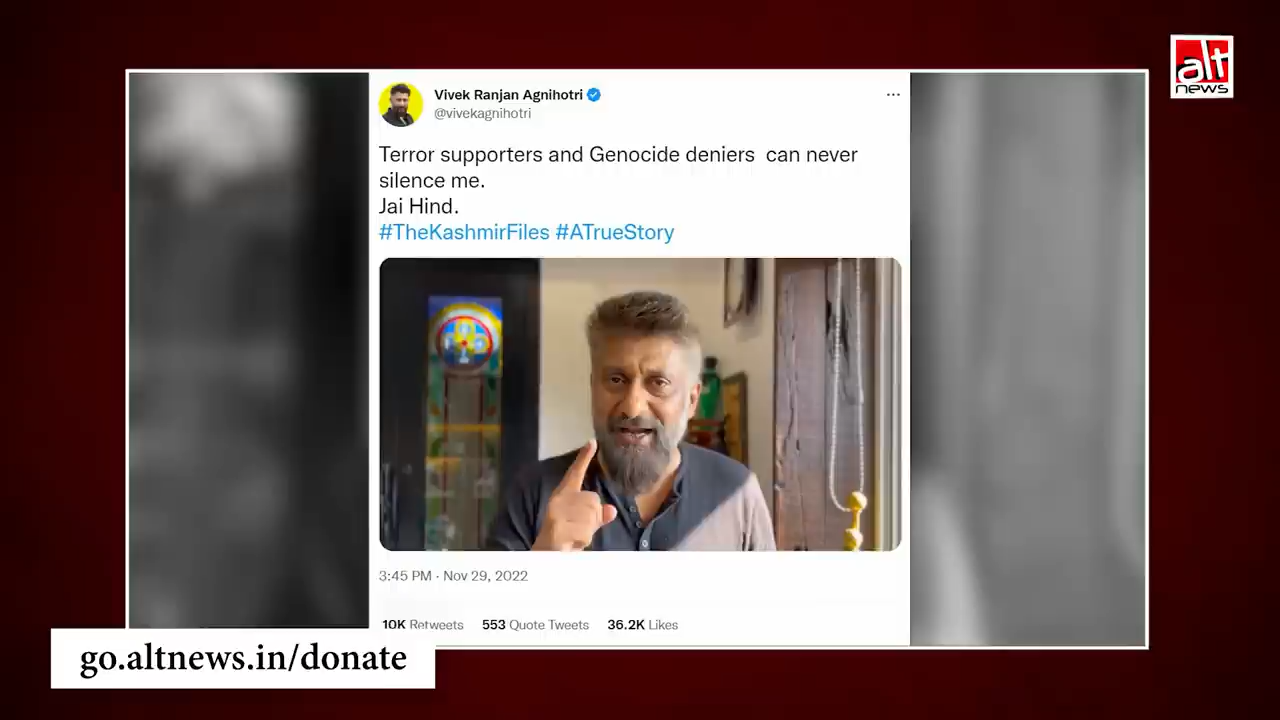 alt
news
Vivek Ranjan Agnihotri
@vivekagnihotri
Terror supporters and Genocide deniers  can never
silence me.
Jai Hind.
#TheKashmirFiles #ATrueStory
3:45 PM · Nov 29, 2022
10K Retweets 553 Quote Tweets 36.2K Likes
go.altnews.in/donate